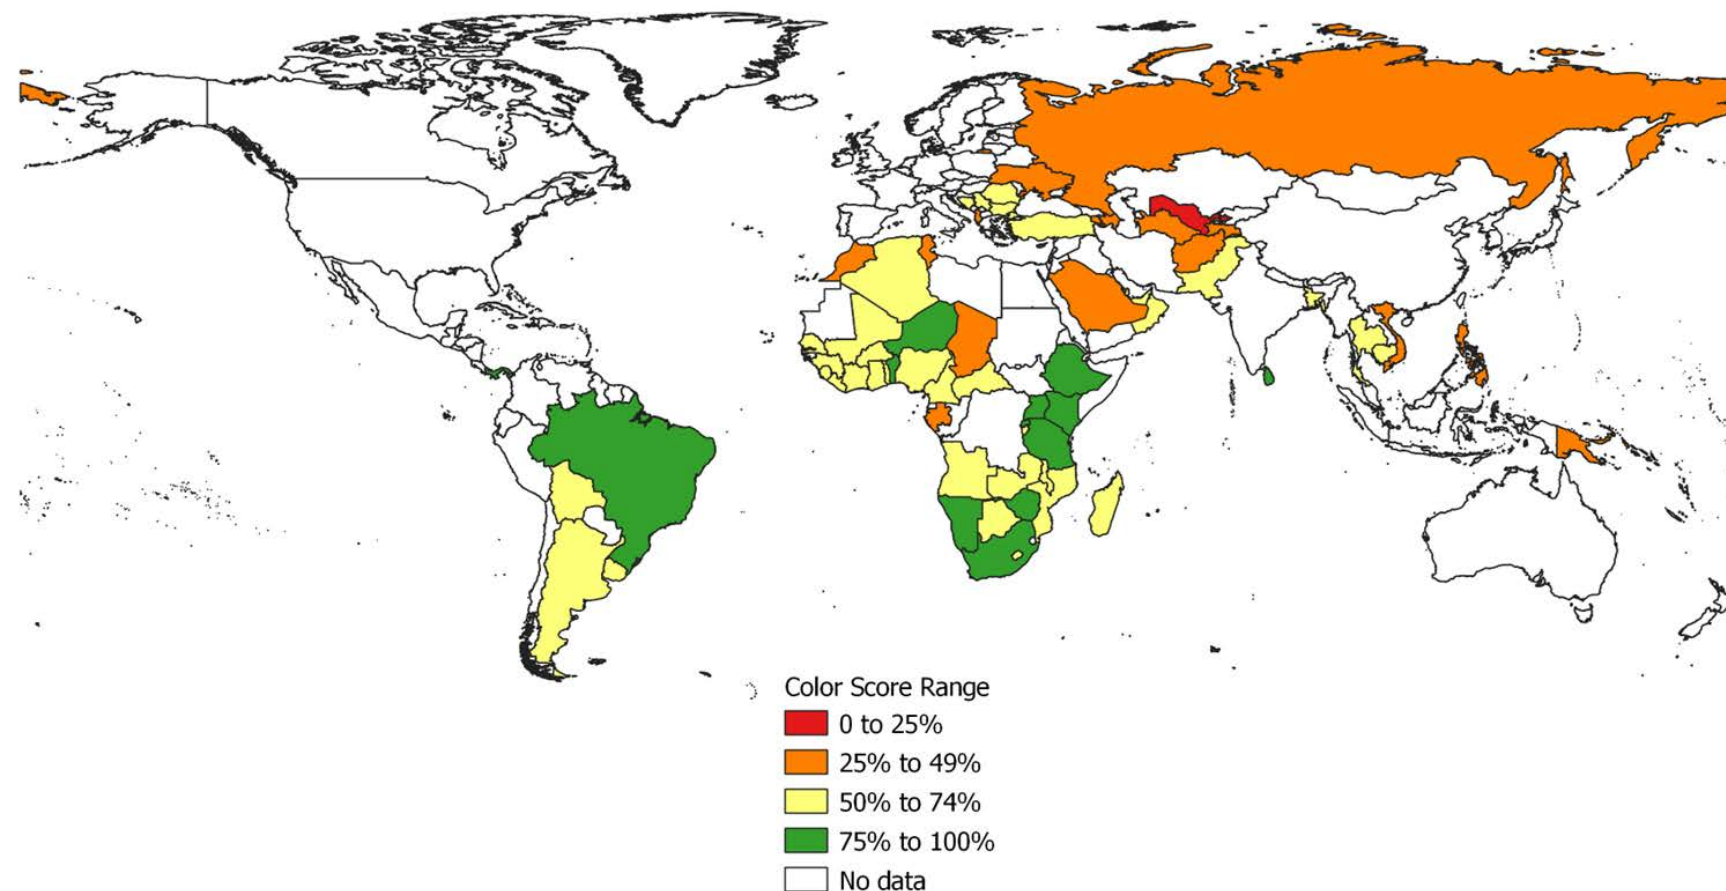 Color Score Range
0 to 25%
25% to 49%
50% to 74%
75% to 100%
No data